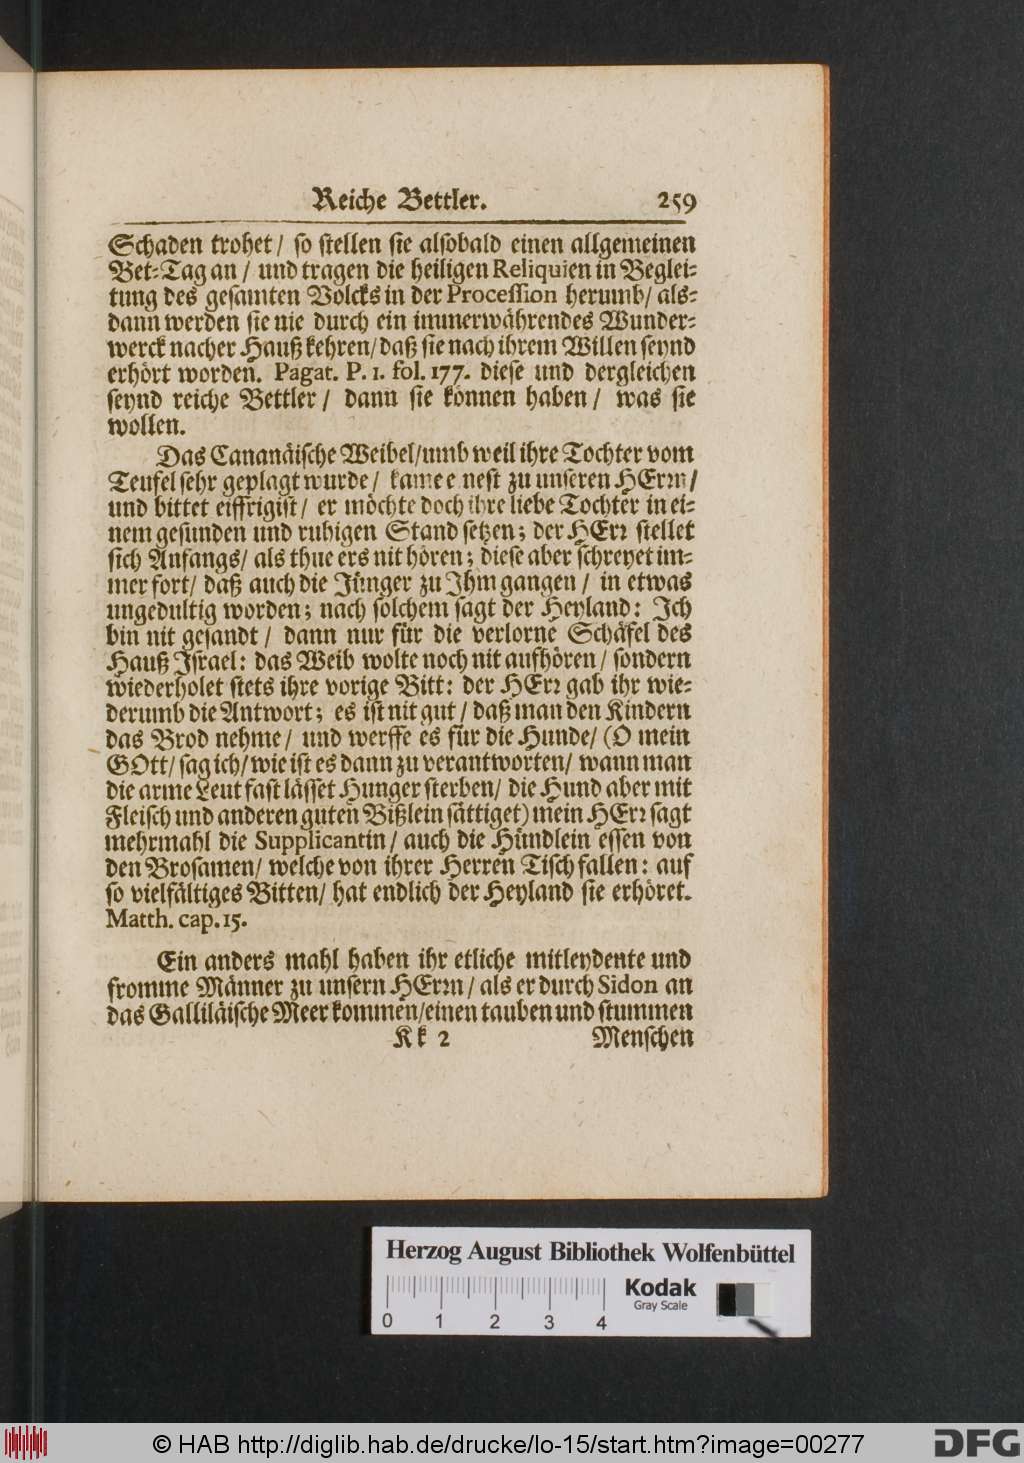 Reiche Bettler. 259
Schaden trohet / so stellen sie alsobald einen allgemeinen
Bet-Tag an / und tragen die heiligen Reliquien in Beglei-
tung des gesamten Volcks in der Procession herumb / als-
dann werden sie nie durch ein immerwährendes Wunder-
werck nacher Hauß kehren / daß sie nach ihrem Willen seynd
erhört worden. Pagat. P. 1. fol. 177. diese und dergleichen
seynd reiche Bettler / dann sie können haben / was sie
wollen.
Das Cananäische Weibel / umb weil ihre Tochter vom
Teufel sehr geplagt wurde / kame e nest zu unseren HErrn /
und bittet eiffrigist / er möchte doch ihre liebe Tochter in ei-
nem gesunden und ruhigen Stand setzen; der HErr stellet
sich Anfangs / als thue ers nit hören; diese aber schreyet im-
mer fort / daß auch die Jünger zu Ihm gangen / in etwas
ungedultig worden; nach solchem sagt der Heyland: Ich
bin nit gesandt / dann nur für die verlorne Schäfel des
Hauß Israel: das Weib wolte noch nit aufhören / sondern
wiederholet stets ihre vorige Bitt: der HErr gab ihr wie-
derumb die Antwort; es ist nit gut / daß man den Kindern
das Brod nehme / und werffe es für die Hunde / (O mein
GOtt / sag ich / wie ist es dann zu verantworten / wann man
die arme Leut fast lässet Hunger sterben / die Hund aber mit
Fleisch und anderen guten Bißlein sättiget) mein HErr sagt
mehrmahl die Supplicantin / auch die Hündlein essen von
den Brosamen / welche von ihrer Herren Tisch fallen: auf
so vielfältiges Bitten / hat endlich der Heyland sie erhöret.
Matth. cap. 15.
Ein anders mahl haben ihr etliche mitleydente und
fromme Männer zu unsern HErrn / als er durch Sidon an
das Galliläische Meer kommen / einen tauben und stummen
Kk 2 Menschen
Herzog August Bibliothek Wolfenbüttel
Kodak
Gray Scale
0 1 2 3 4
© HAB http://diglib.hab.de/drucke/lo-15/start.htm?image=00277
DFG